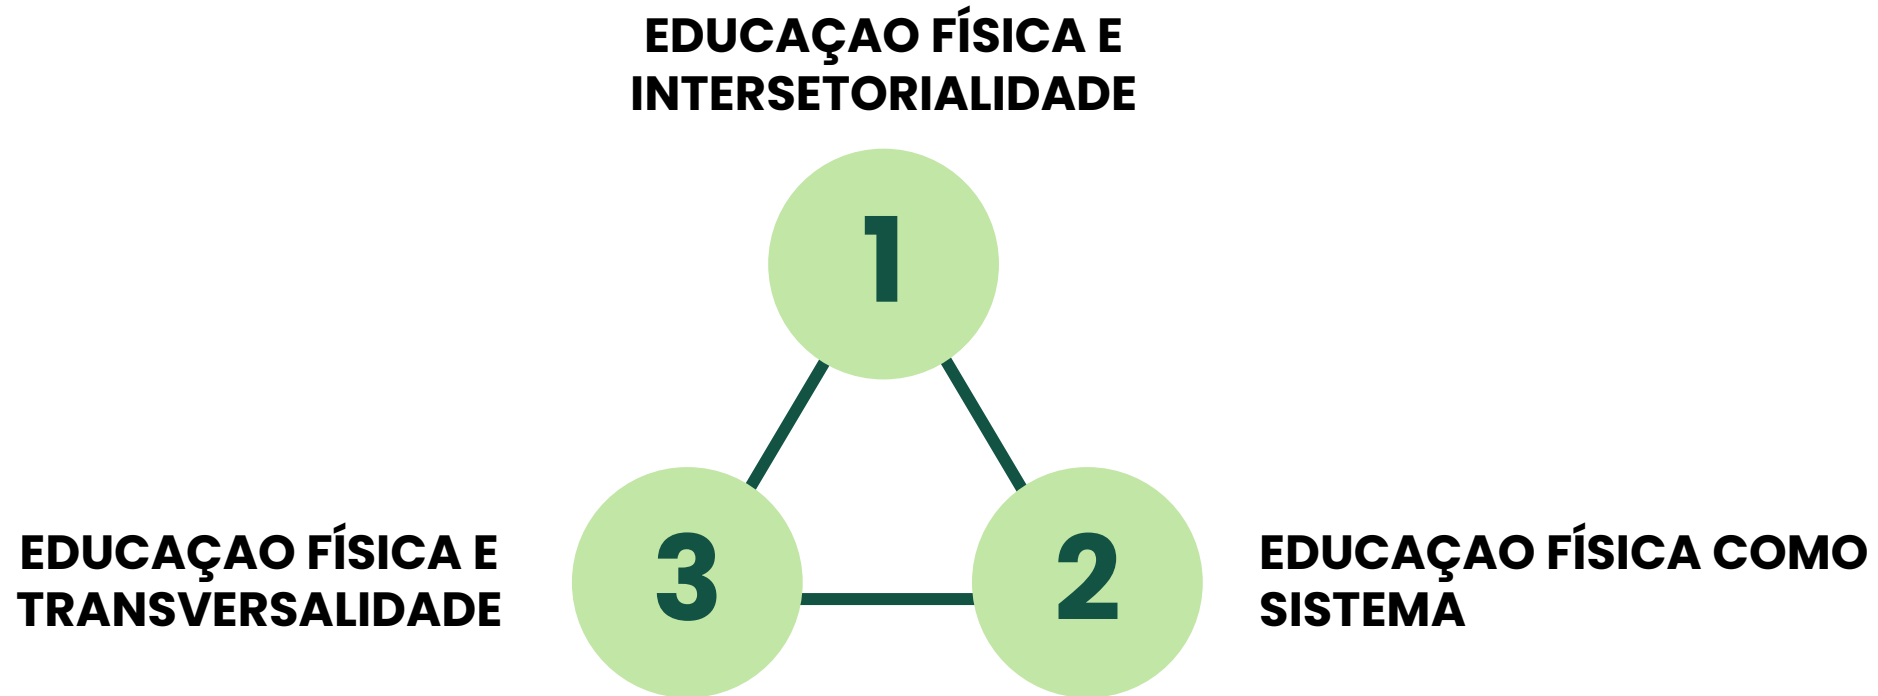 EDUCAÇAO FÍSICA E
INTERSETORIALIDADE
1
3
2
EDUCAÇAO FÍSICA E
TRANSVERSALIDADE
EDUCAÇAO FÍSICA COMO
SISTEMA